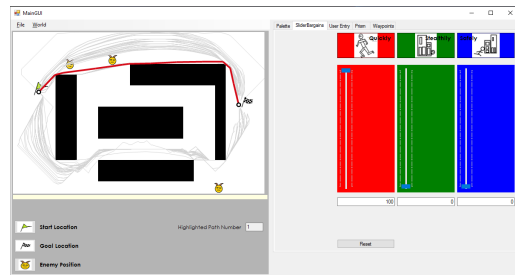 MainGUI
File World
Palette SliderBargains User Entry Prism Waypoints
Quickly
Stealthily
Safely
100 0 0
Start Location
Highlighted Path Number 1
Goal Location
Enemy Position
Reset